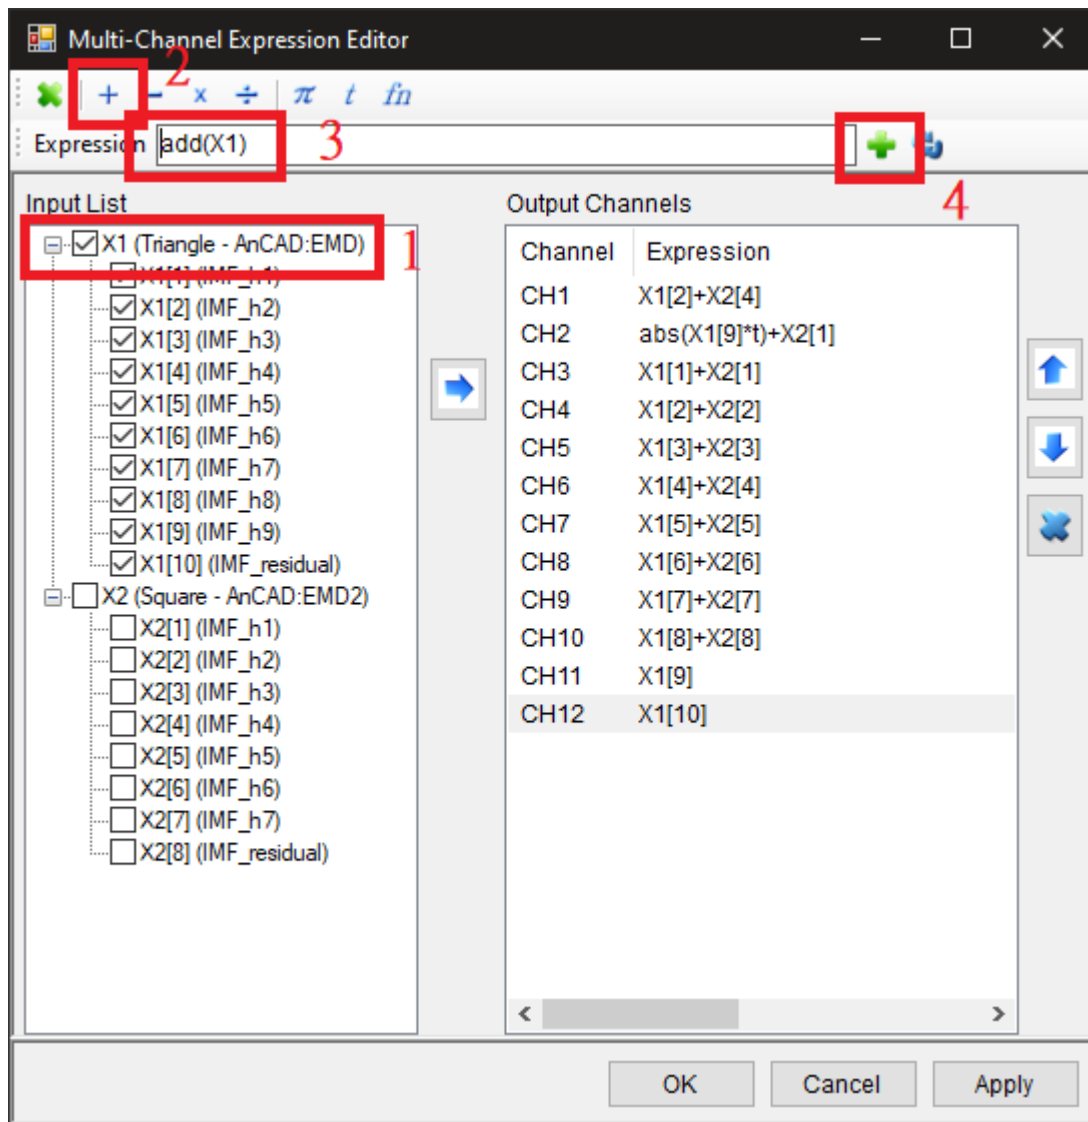 Multi-Channel Expression Editor
2
+ − × ÷ π t fn
Expression add(X1) 3
4
Input List
X1 (Triangle - AnCAD:EMD) 1
X1[1] (IMF_h1)
X1[2] (IMF_h2)
X1[3] (IMF_h3)
X1[4] (IMF_h4)
X1[5] (IMF_h5)
X1[6] (IMF_h6)
X1[7] (IMF_h7)
X1[8] (IMF_h8)
X1[9] (IMF_h9)
X1[10] (IMF_residual)
X2 (Square - AnCAD:EMD2)
X2[1] (IMF_h1)
X2[2] (IMF_h2)
X2[3] (IMF_h3)
X2[4] (IMF_h4)
X2[5] (IMF_h5)
X2[6] (IMF_h6)
X2[7] (IMF_h7)
X2[8] (IMF_residual)
Output Channels
Channel Expression
CH1 X1[2]+X2[4]
CH2 abs(X1[9]*t)+X2[1]
CH3 X1[1]+X2[1]
CH4 X1[2]+X2[2]
CH5 X1[3]+X2[3]
CH6 X1[4]+X2[4]
CH7 X1[5]+X2[5]
CH8 X1[6]+X2[6]
CH9 X1[7]+X2[7]
CH10 X1[8]+X2[8]
CH11 X1[9]
CH12 X1[10]
OK Cancel Apply